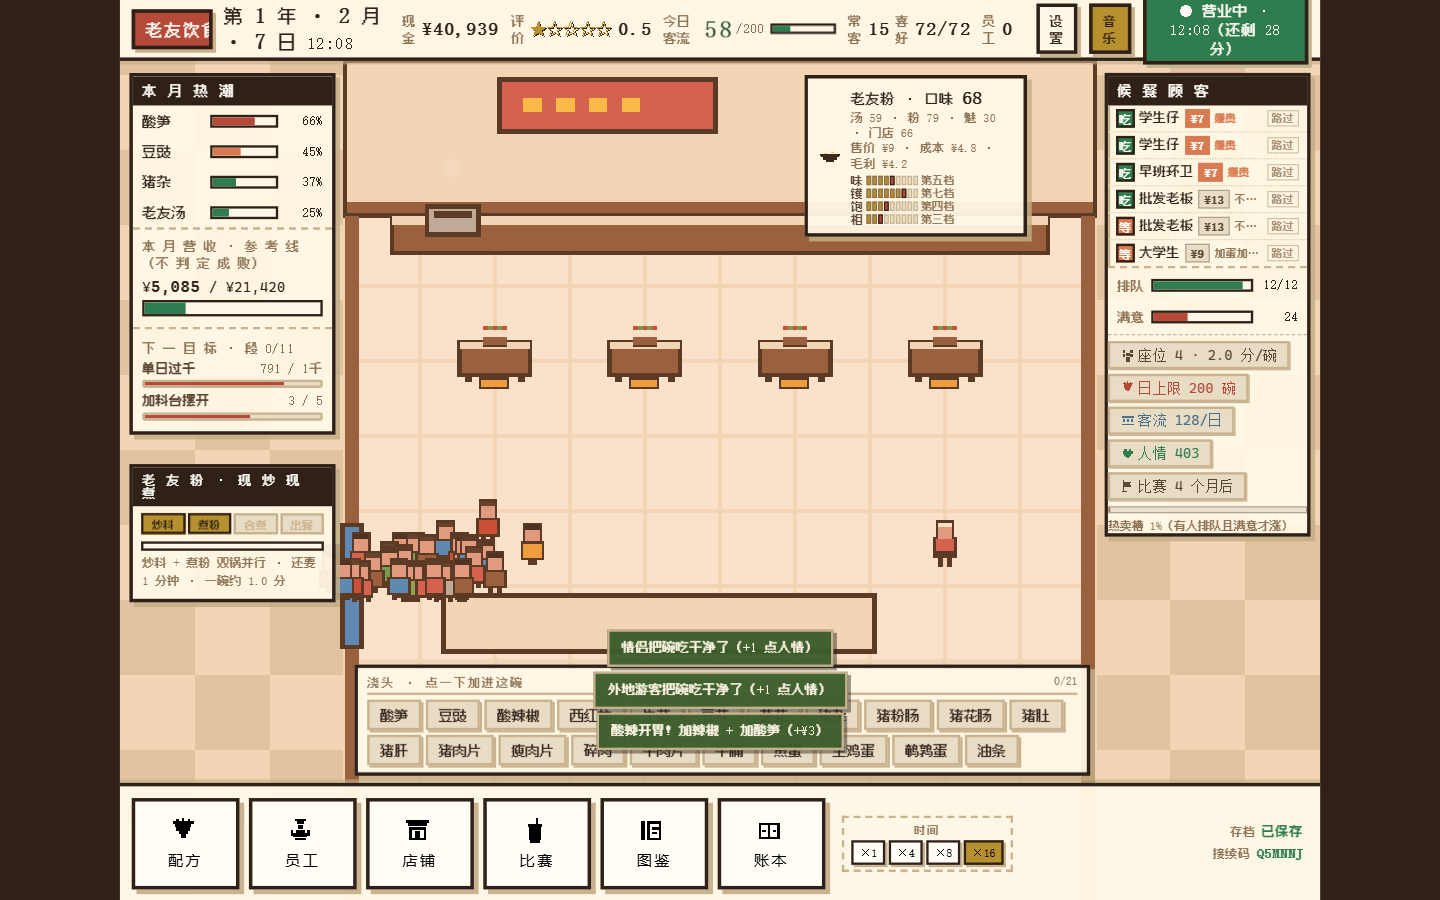 老友饮食
第 1 年 · 2 月 · 7 日 12:08
现金 ¥40,939
评价 0.5
今日客流 58/200
常客 15
喜好 72/72
员工 0
设置
音乐
营业中 · 12:08 (还剩 28 分)
本月热潮
酸笋 66%
豆豉 45%
猪杂 37%
老友汤 25%
本月营收 · 参考线
(不判定成败)
¥5,085 / ¥21,420
下一目标 · 段 0/11
单日过千 791 / 1千
加料台摆开 3 / 5
老友粉 · 现炒现煮
炒料 煮粉 合煮 出餐
炒料 + 煮粉 双锅并行 · 还要
1 分钟 · 一碗约 1.0 分
老友粉 · 口味 68
汤 59 · 粉 79 · 魅 30
· 门店 66
售价 ¥9 · 成本 ¥4.8 ·
毛利 ¥4.2
味 第五档
镬 第七档
饱 第四档
相 第三档
候餐顾客
吃 学生仔 ¥7 嫌贵 路过
吃 学生仔 ¥7 嫌贵 路过
吃 早班环卫 ¥7 嫌贵 路过
吃 批发老板 ¥13 不… 路过
等 批发老板 ¥13 不… 路过
等 大学生 ¥9 加蛋加… 路过
排队 12/12
满意 24
座位 4 · 2.0 分/碗
日上限 200 碗
客流 128/日
人情 403
比赛 4 个月后
热卖槽 1% (有人排队且满意才涨)
情侣把碗吃干净了 (+1 点人情)
外地游客把碗吃干净了 (+1 点人情)
酸辣开胃! 加辣椒 + 加酸笋 (+¥3)
浇头 · 点一下加进这碗 0/21
酸笋 豆豉 酸辣椒 猪粉肠 猪花肠 猪肚
猪肝 猪肉片 瘦肉片 鹌鹑蛋 油条
配方
员工
店铺
比赛
图鉴
账本
时间
×1 ×4 ×8 ×16
存档 已保存
接续码 Q5MNNJ